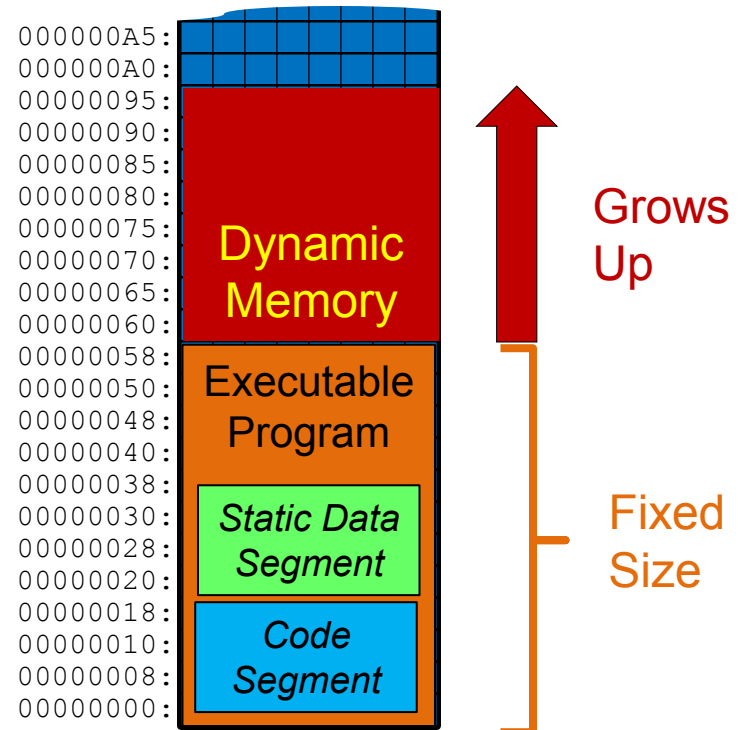 000000A5:
000000A0:
00000095:
00000090:
00000085:
00000080:
00000075:
00000070:
00000065:
00000060:
00000058:
00000050:
00000048:
00000040:
00000038:
00000030:
00000028:
00000020:
00000018:
00000010:
00000008:
00000000:
Dynamic
Memory
Executable
Program
Static Data
Segment
Code
Segment
Grows
Up
Fixed
Size